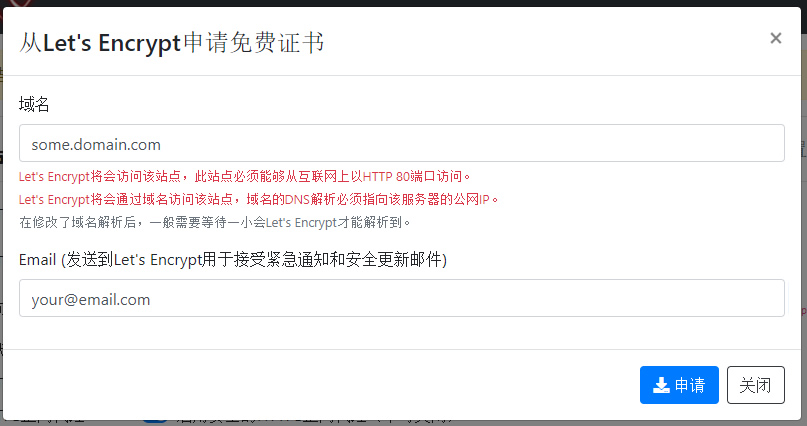 从Let's Encrypt申请免费证书
×
域名
some.domain.com
Let's Encrypt将会访问该站点，此站点必须能够从互联网上以HTTP 80端口访问。
Let's Encrypt将会通过域名访问该站点，域名的DNS解析必须指向该服务器的公网IP。
在修改了域名解析后，一般需要等待一小会Let's Encrypt才能解析到。
Email (发送到Let's Encrypt用于接受紧急通知和安全更新邮件)
your@email.com
申请
关闭